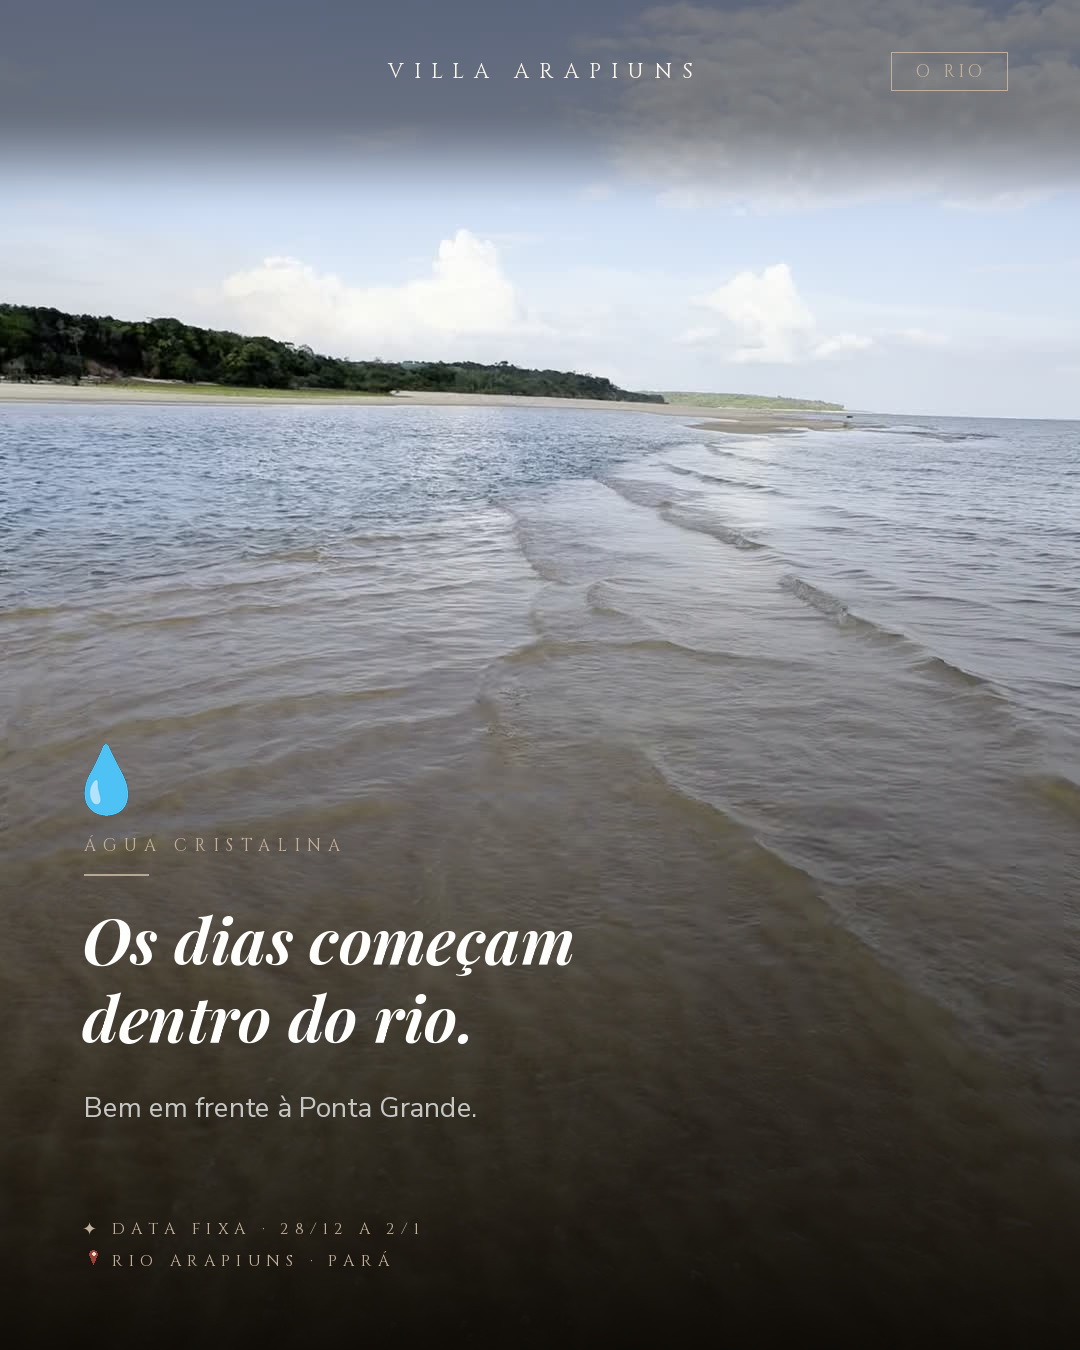 VILLA ARAPIUNS
O RIO
ÁGUA CRISTALINA
Os dias começam
dentro do rio.
Bem em frente à Ponta Grande.
✦ DATA FIXA · 28/12 A 2/1
📍 RIO ARAPIUNS · PARÁ